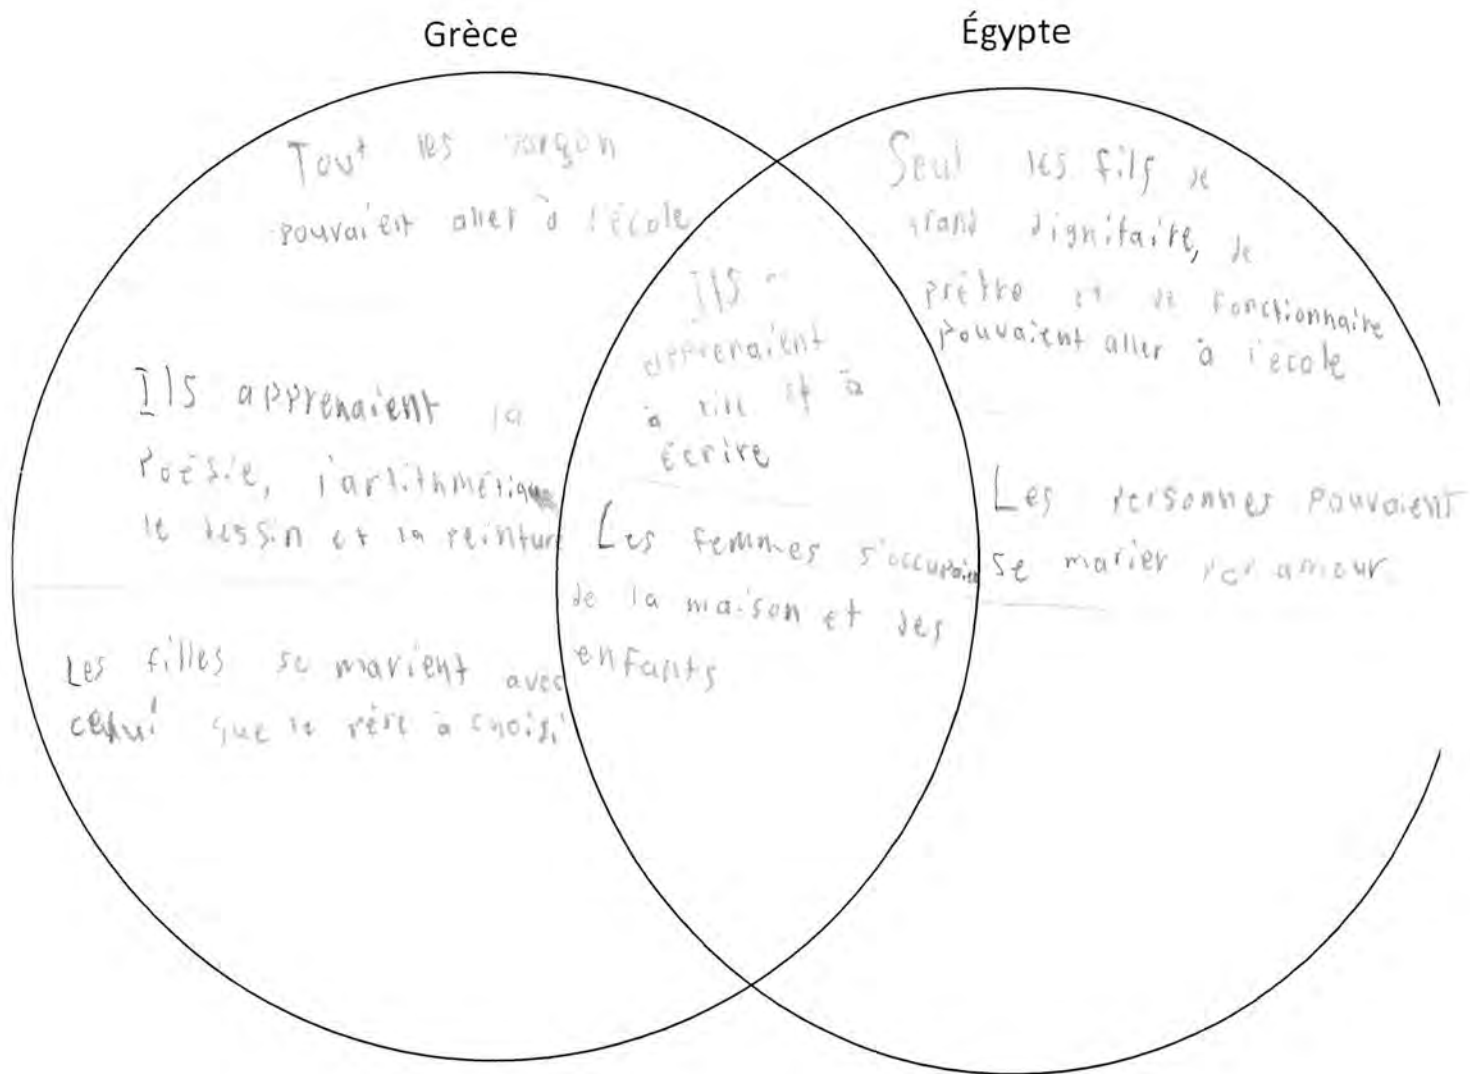 Grèce
Égypte
Tout les garçon
pouvaient aller à l'école
Ils apprenaient la
Poésie, l'aritithmétique
le dessin et la peinture
Les filles se marient avec
celui que le père à choisi
Ils
apprenaient
à lire et à
écrire
Les femmes s'occupaient
de la maison et des
enfants
Seul les fils de
grand dignitaire, de
prêtre et de fonctionnaire
pouvaient aller à l'école
Les personnes pouvaient
se marier par amour